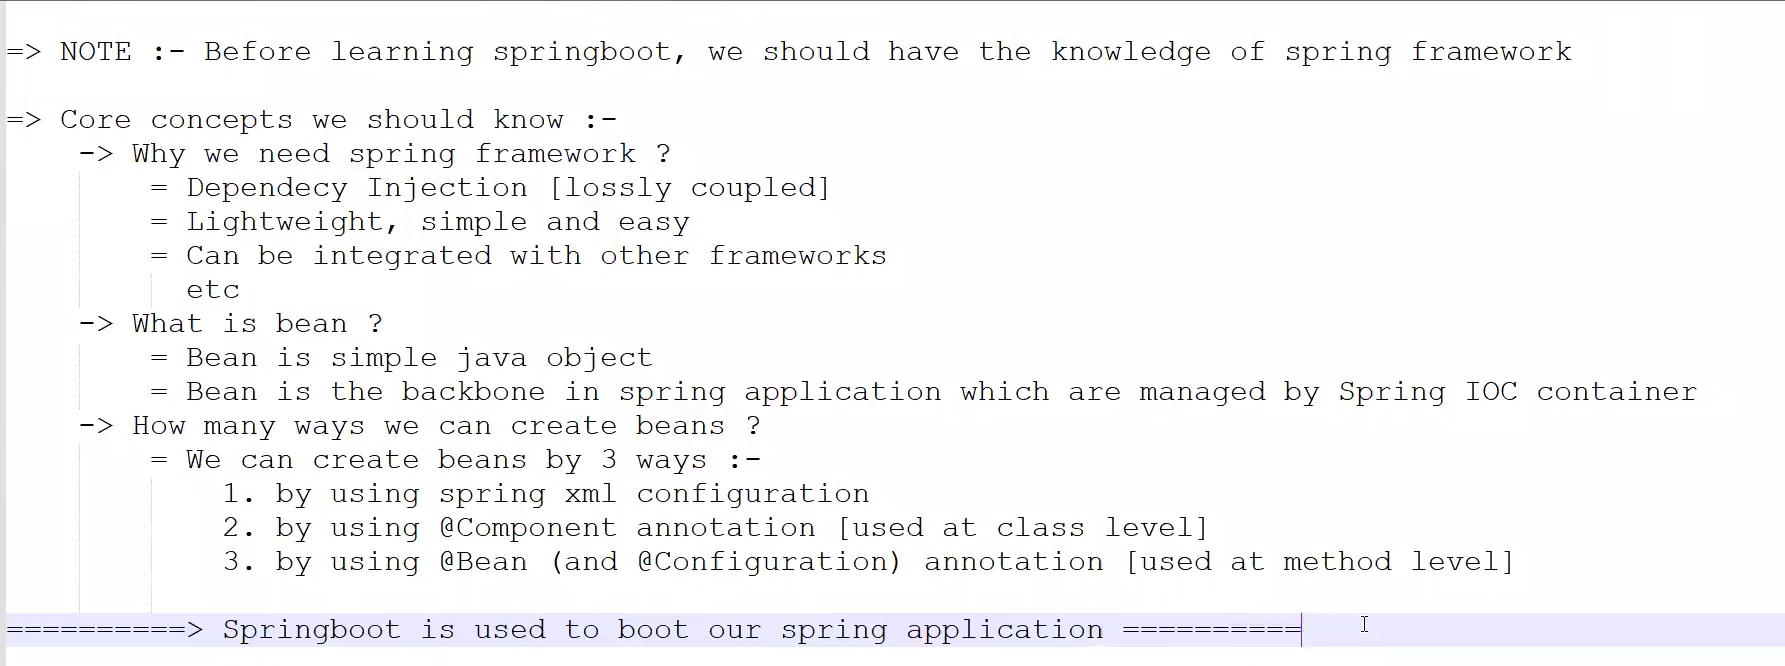 => NOTE :- Before learning springboot, we should have the knowledge of spring framework
=> Core concepts we should know :-
-> Why we need spring framework ?
= Dependecy Injection [lossly coupled]
= Lightweight, simple and easy
= Can be integrated with other frameworks
etc
-> What is bean ?
= Bean is simple java object
= Bean is the backbone in spring application which are managed by Spring IOC container
-> How many ways we can create beans ?
= We can create beans by 3 ways :-
1. by using spring xml configuration
2. by using @Component annotation [used at class level]
3. by using @Bean (and @Configuration) annotation [used at method level]
==========> Springboot is used to boot our spring application ==========